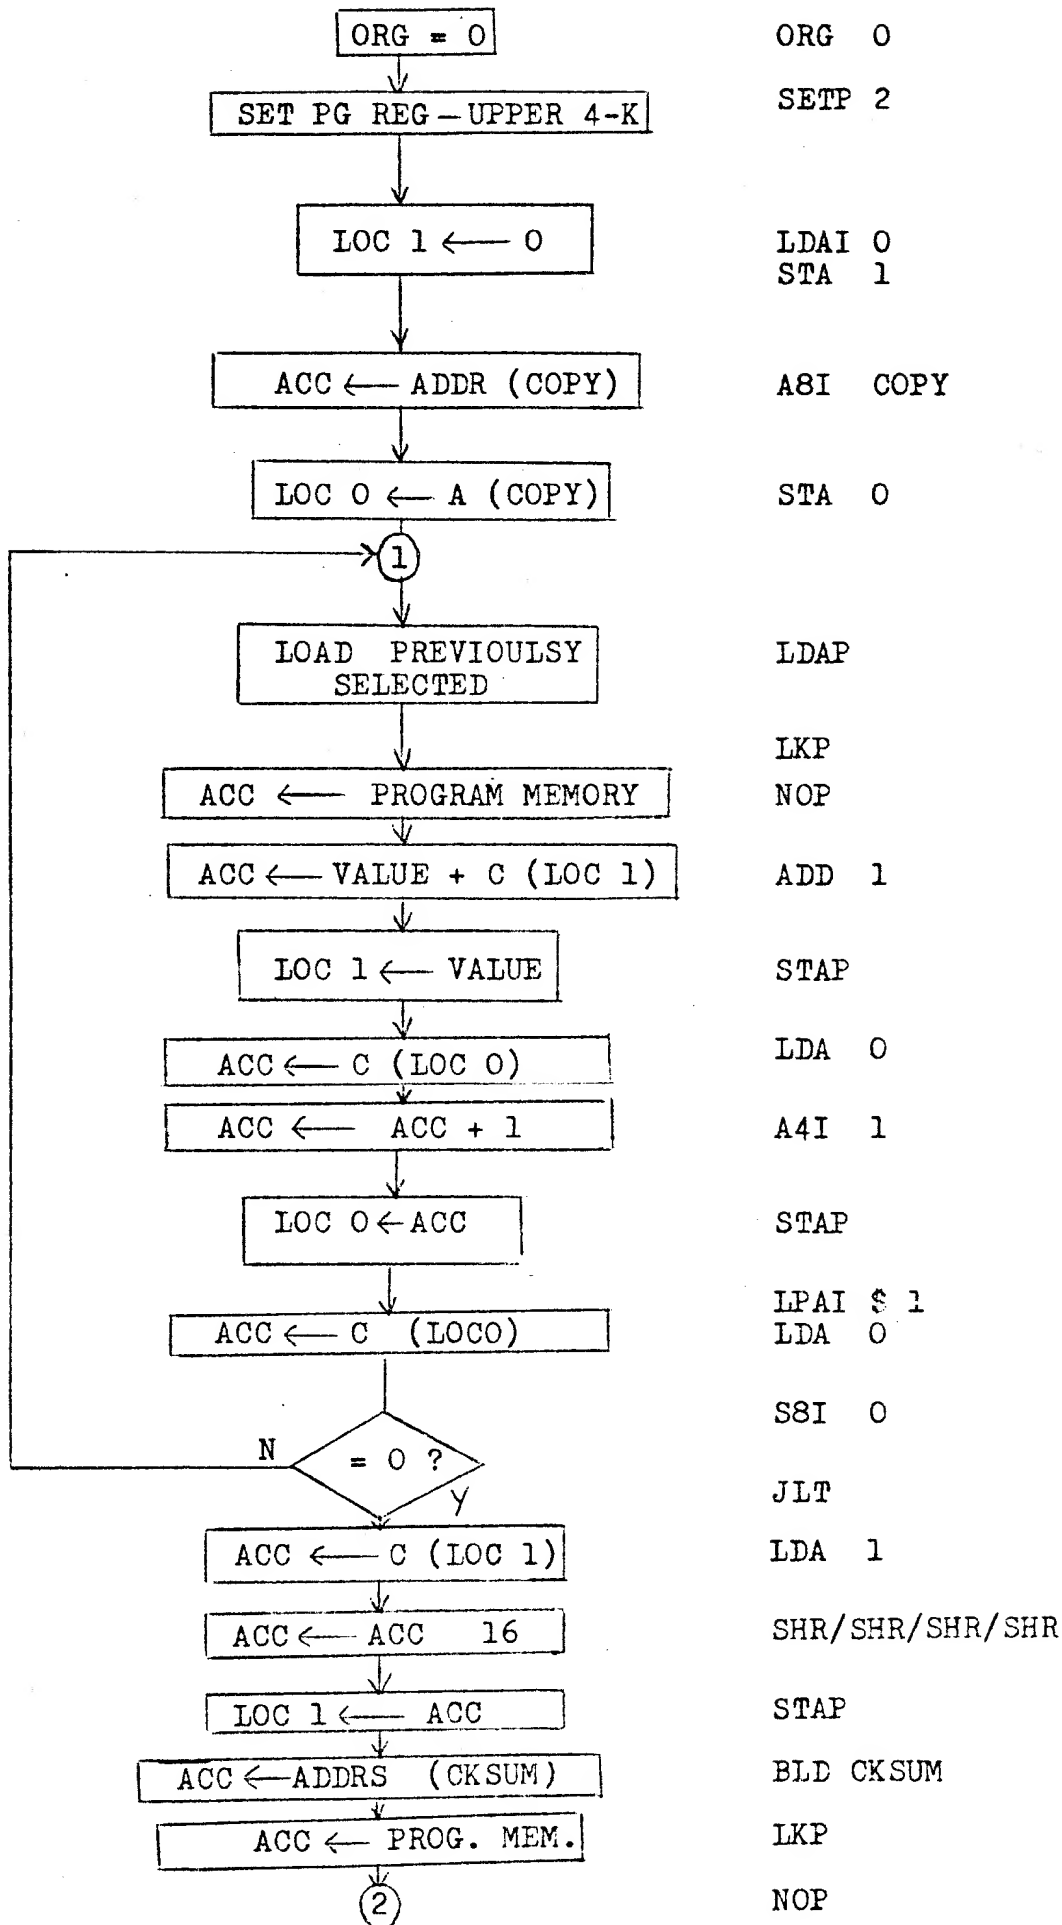 ORG = 0 ORG 0
SET PG REG — UPPER 4-K SETP 2
LOC 1 ← 0 LDAI 0
STA 1
ACC ← ADDR (COPY) A8I COPY
LOC 0 ← A (COPY) STA 0
1
LOAD PREVIOULSY LDAP
SELECTED
LKP
ACC ← PROGRAM MEMORY NOP
ACC ← VALUE + C (LOC 1) ADD 1
LOC 1 ← VALUE STAP
ACC ← C (LOC 0) LDA 0
ACC ← ACC + 1 A4I 1
LOC 0 ← ACC STAP
LPAI $ 1
ACC ← C (LOC0) LDA 0
S8I 0
N = 0 ?
Y JLT
ACC ← C (LOC 1) LDA 1
ACC ← ACC 16 SHR/SHR/SHR/SHR
LOC 1 ← ACC STAP
ACC ← ADDRS (CKSUM) BLD CKSUM
ACC ← PROG. MEM. LKP
2 NOP